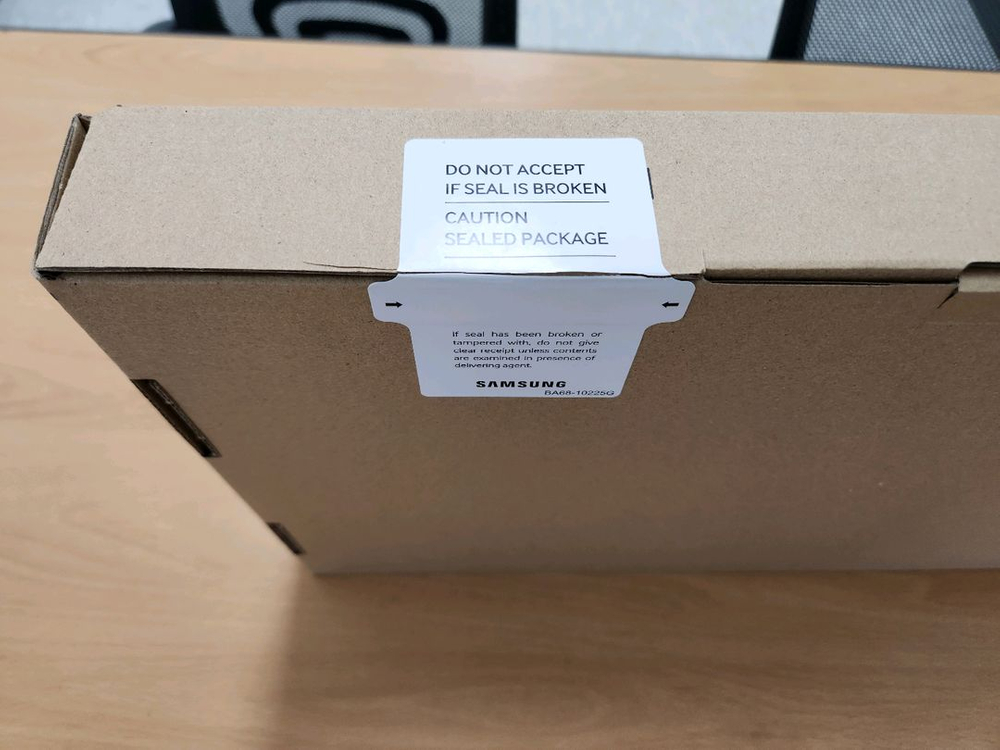 DO NOT ACCEPT
IF SEAL IS BROKEN
CAUTION
SEALED PACKAGE
If seal has been broken or
tampered with, do not give
clear receipt unless contents
are examined in presence of
delivering agent.
SAMSUNG
BA68-10225G